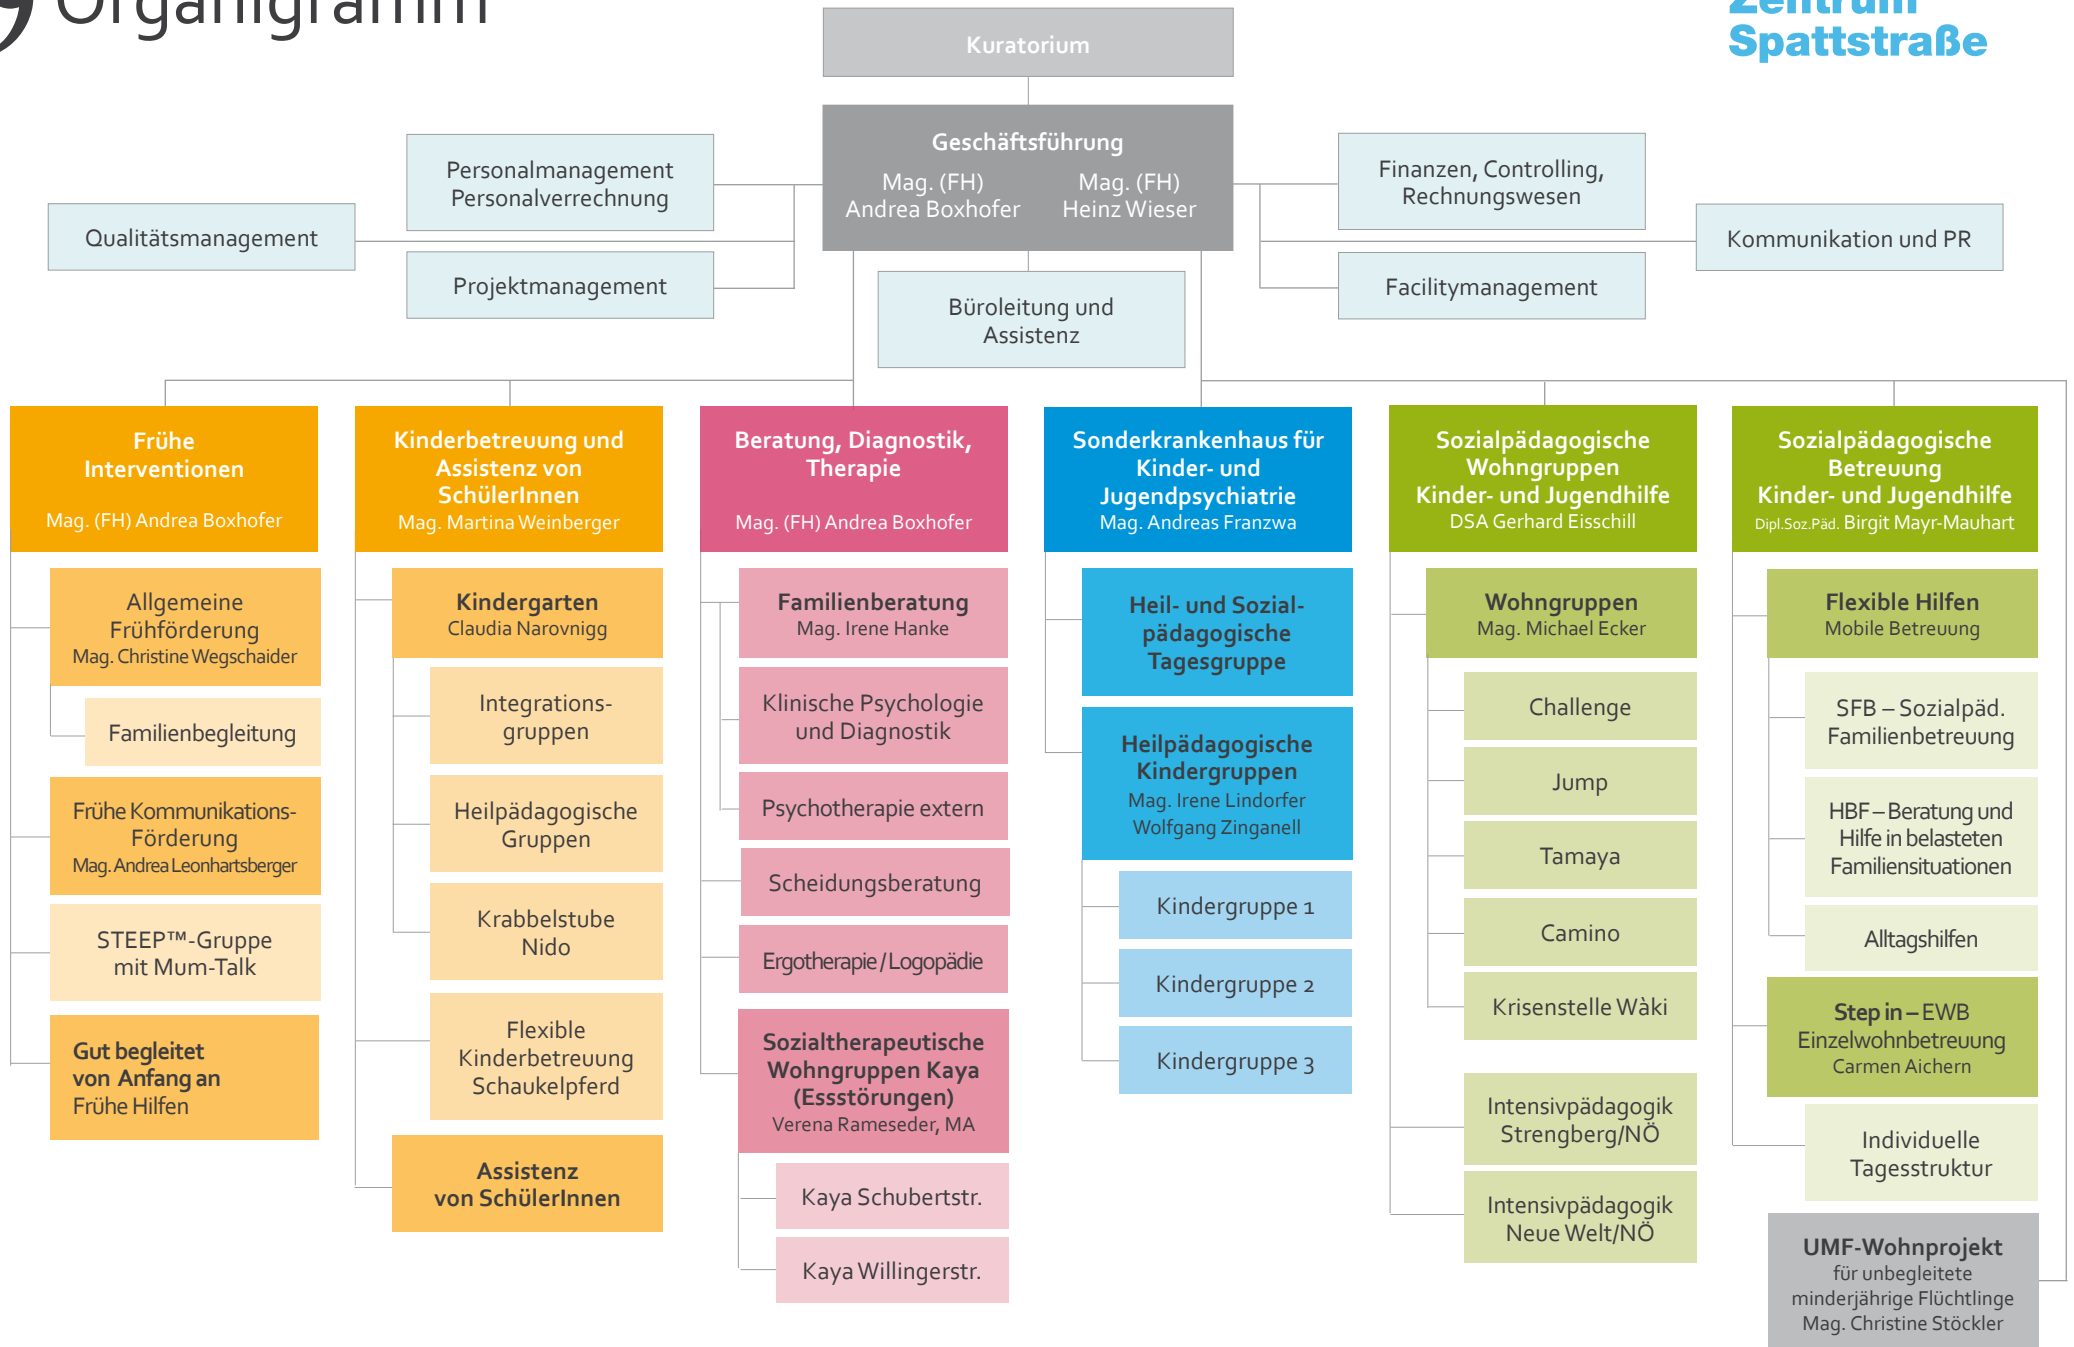 Organigramm
Zentrum
Spattstraße
Kuratorium
Geschäftsführung
Mag. (FH)
Andrea Boxhofer
Mag. (FH)
Heinz Wieser
Personalmanagement
Personalverrechnung
Qualitätsmanagement
Projektmanagement
Finanzen, Controlling,
Rechnungswesen
Kommunikation und PR
Facilitymanagement
Büroleitung und
Assistenz
Frühe
Interventionen
Mag. (FH) Andrea Boxhofer
Allgemeine
Frühförderung
Mag. Christine Wegschaider
Familienbegleitung
Frühe Kommunikations-
Förderung
Mag. Andrea Leonhartsberger
STEEP™-Gruppe
mit Mum-Talk
Gut begleitet
von Anfang an
Frühe Hilfen
Kinderbetreuung und
Assistenz von
SchülerInnen
Mag. Martina Weinberger
Kindergarten
Claudia Narovnigg
Integrations-
gruppen
Heilpädagogische
Gruppen
Krabbelstube
Nido
Flexible
Kinderbetreuung
Schaukelpferd
Assistenz
von SchülerInnen
Beratung, Diagnostik,
Therapie
Mag. (FH) Andrea Boxhofer
Familienberatung
Mag. Irene Hanke
Klinische Psychologie
und Diagnostik
Psychotherapie extern
Scheidungsberatung
Ergotherapie / Logopädie
Sozialtherapeutische
Wohngruppen Kaya
(Essstörungen)
Verena Rameseder, MA
Kaya Schubertstr.
Kaya Willingerstr.
Sonderkrankenhaus für
Kinder- und
Jugendpsychiatrie
Mag. Andreas Franzwa
Heil- und Sozial-
pädagogische
Tagesgruppe
Heilpädagogische
Kindergruppen
Mag. Irene Lindorfer
Wolfgang Zinganell
Kindergruppe 1
Kindergruppe 2
Kindergruppe 3
Sozialpädagogische
Wohngruppen
Kinder- und Jugendhilfe
DSA Gerhard Eisschill
Wohngruppen
Mag. Michael Ecker
Challenge
Jump
Tamaya
Camino
Krisenstelle Wàki
Intensivpädagogik
Strengberg/NÖ
Intensivpädagogik
Neue Welt/NÖ
Sozialpädagogische
Betreuung
Kinder- und Jugendhilfe
Dipl.Soz.Päd. Birgit Mayr-Mauhart
Flexible Hilfen
Mobile Betreuung
SFB – Sozialpäd.
Familienbetreuung
HBF – Beratung und
Hilfe in belasteten
Familiensituationen
Alltagshilfen
Step in – EWB
Einzelwohnbetreuung
Carmen Aichern
Individuelle
Tagesstruktur
UMF-Wohnprojekt
für unbegleitete
minderjährige Flüchtlinge
Mag. Christine Stöckler